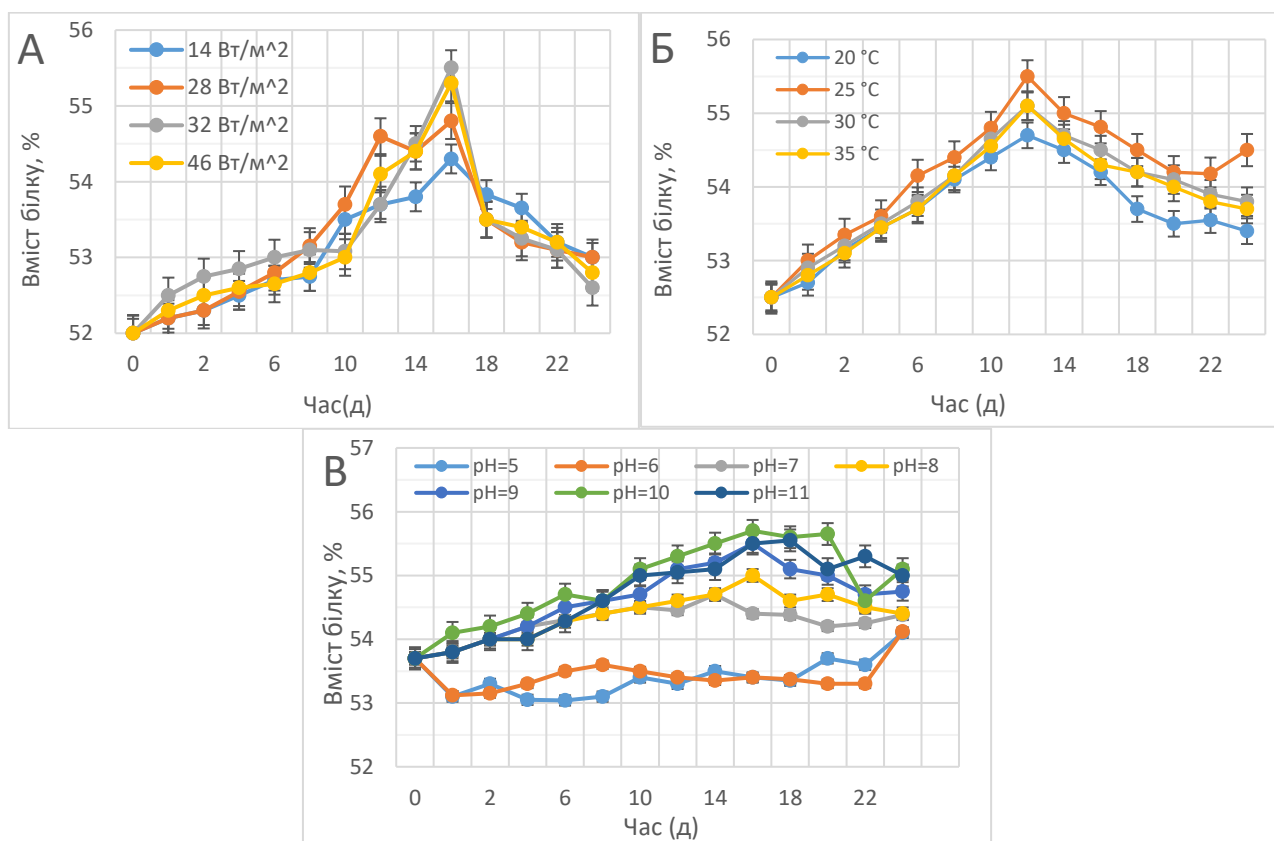 А
14 Вт/м^2
28 Вт/м^2
32 Вт/м^2
46 Вт/м^2
Вміст білку, %
56
55
54
53
52
0 2 6 10 14 18 22
Час(д)
Б
20 °C
25 °C
30 °C
35 °C
Вміст білку, %
56
55
54
53
52
0 2 6 10 14 18 22
Час (д)
В
pH=5 pH=6 pH=7 pH=8
pH=9 pH=10 pH=11
Вміст білку, %
57
56
55
54
53
52
0 2 6 10 14 18 22
Час (д)